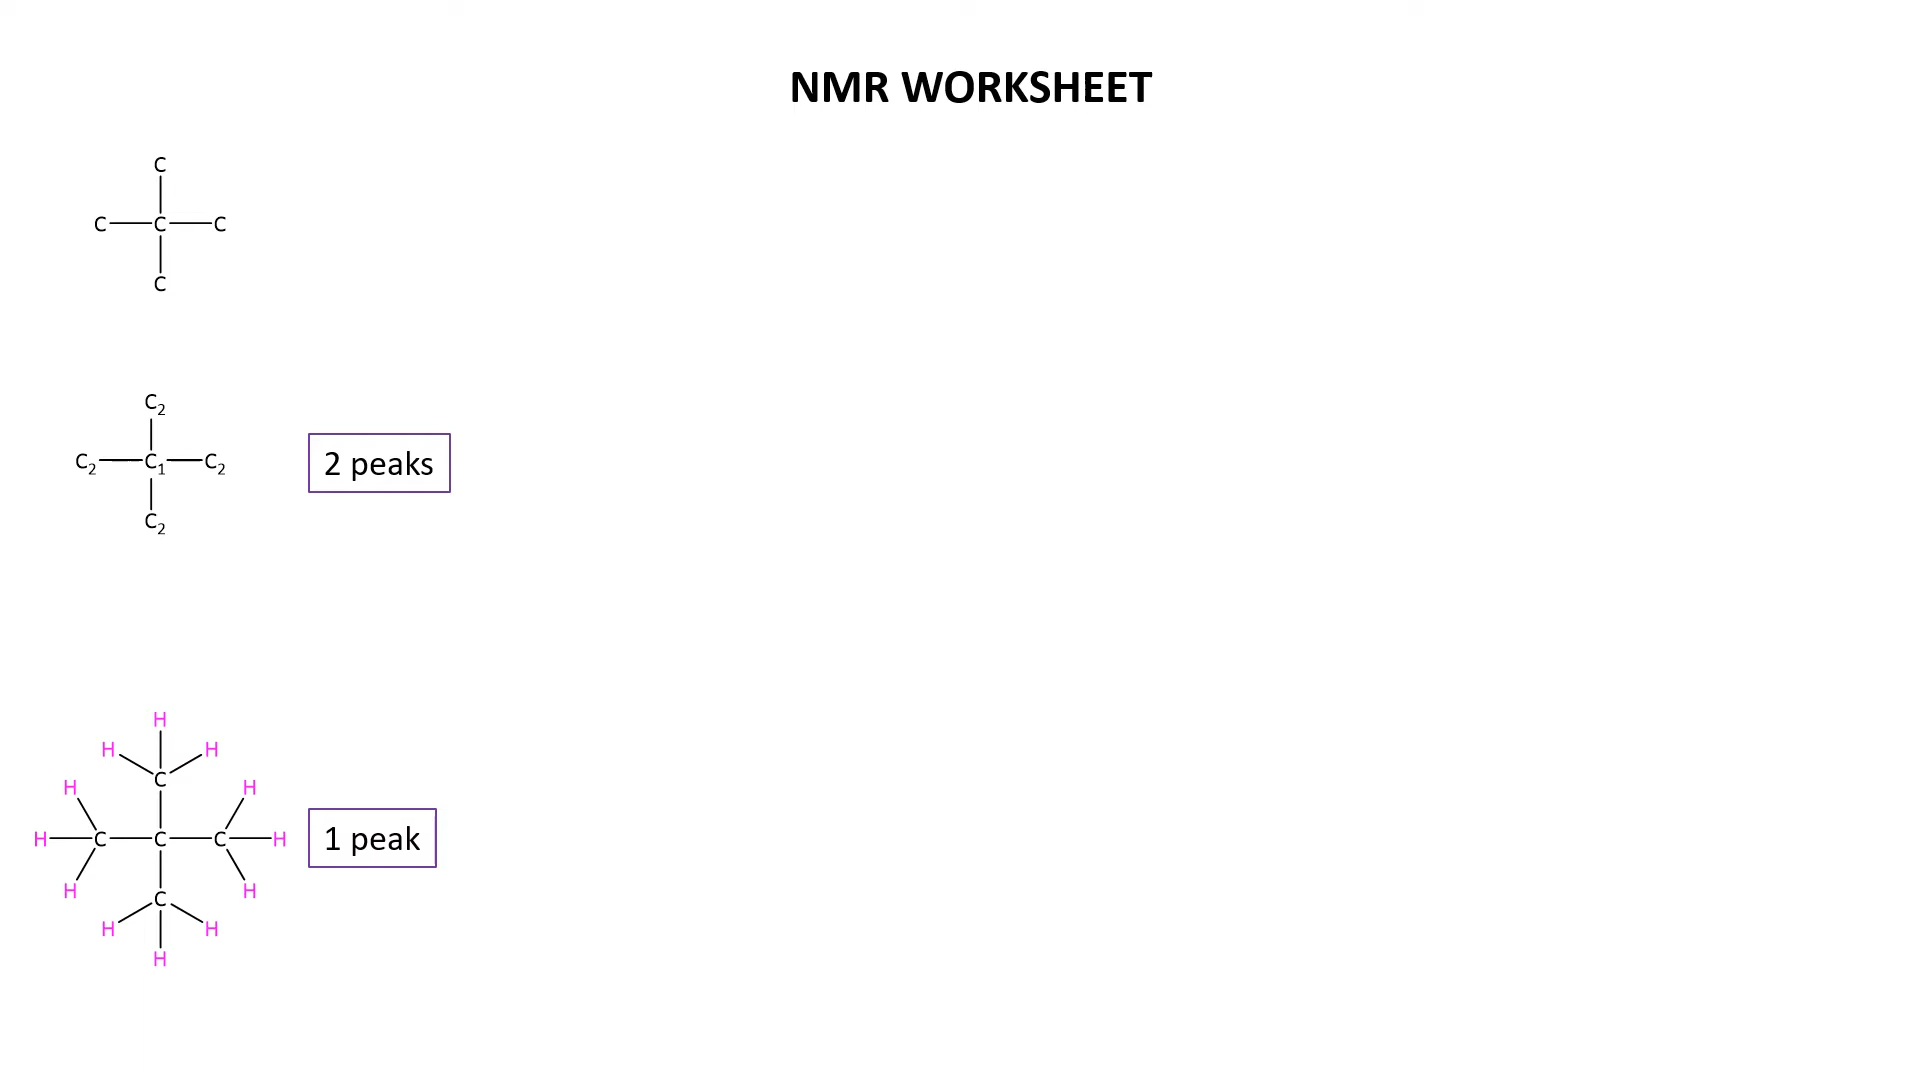 NMR WORKSHEET
C
C C C
C
C2
C2 C1 C2
C2
2 peaks
H
H H
C
H H
H C C C H
H H
C
H H
H
1 peak